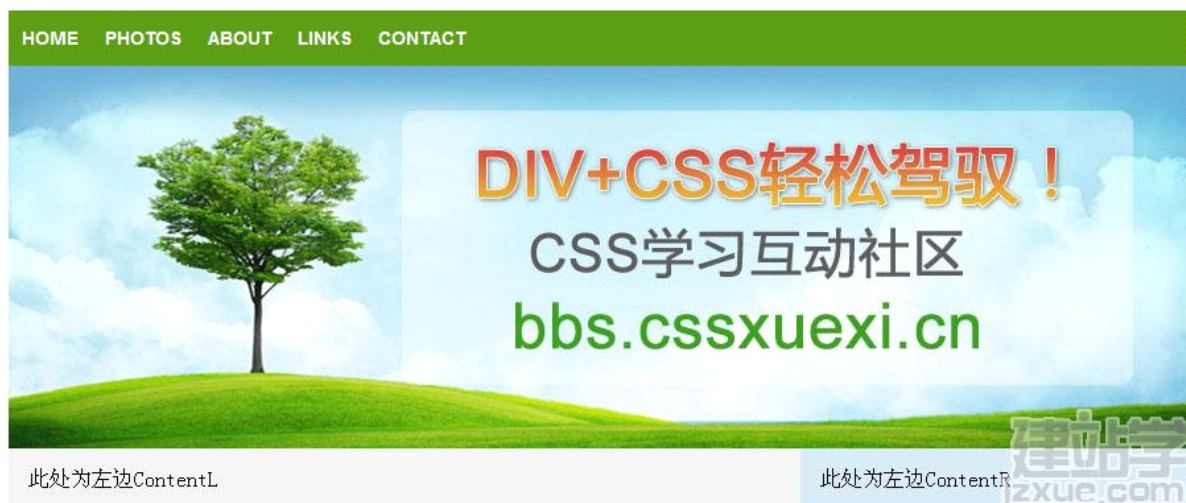 HOME PHOTOS ABOUT LINKS CONTACT
DIV+CSS轻松驾驭！
CSS学习互动社区
bbs.cssxuexi.cn
此处为左边ContentL
此处为左边ContentR
建站学
jzxue.com